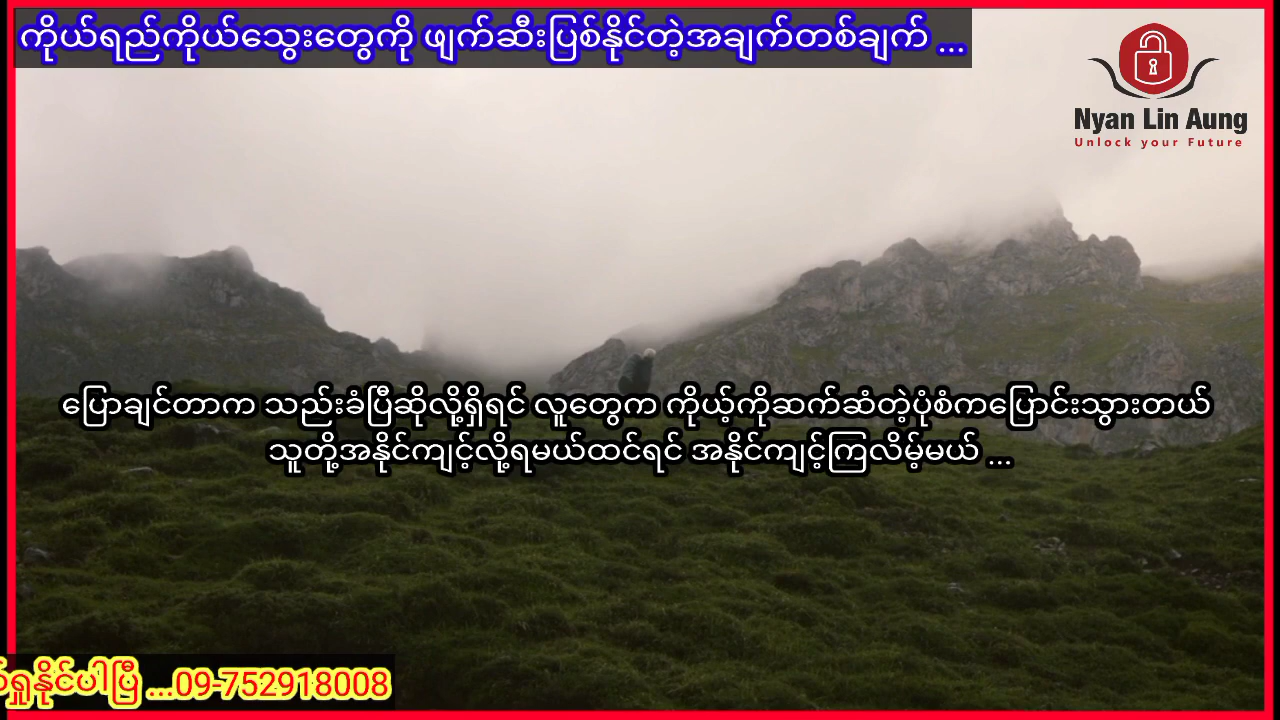 ကိုယ်ရည်ကိုယ်သွေးတွေကို ဖျက်ဆီးပြစ်နိုင်တဲ့အချက်တစ်ချက် ...
Nyan Lin Aung
Unlock your Future
ပြောချင်တာက သည်းခံပြီဆိုလို့ရှိရင် လူတွေက ကိုယ့်ကိုဆက်ဆံတဲ့ပုံစံကပြောင်းသွားတယ်
သူတို့အနိုင်ကျင့်လို့ရမယ်ထင်ရင် အနိုင်ကျင့်ကြလိမ့်မယ် ...
ရှုနိုင်ပါပြီ ...09-752918008